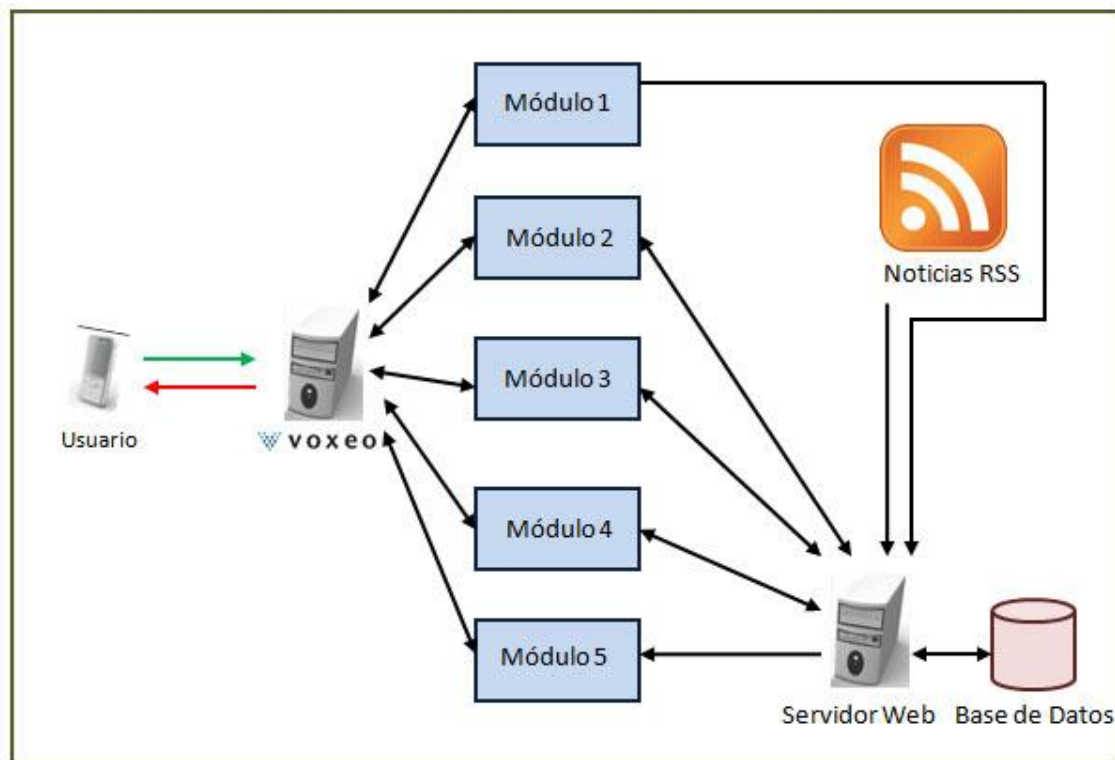 Módulo 1
Módulo 2
Noticias RSS
Módulo 3
Usuario
voxeo
Módulo 4
Módulo 5
Servidor Web
Base de Datos